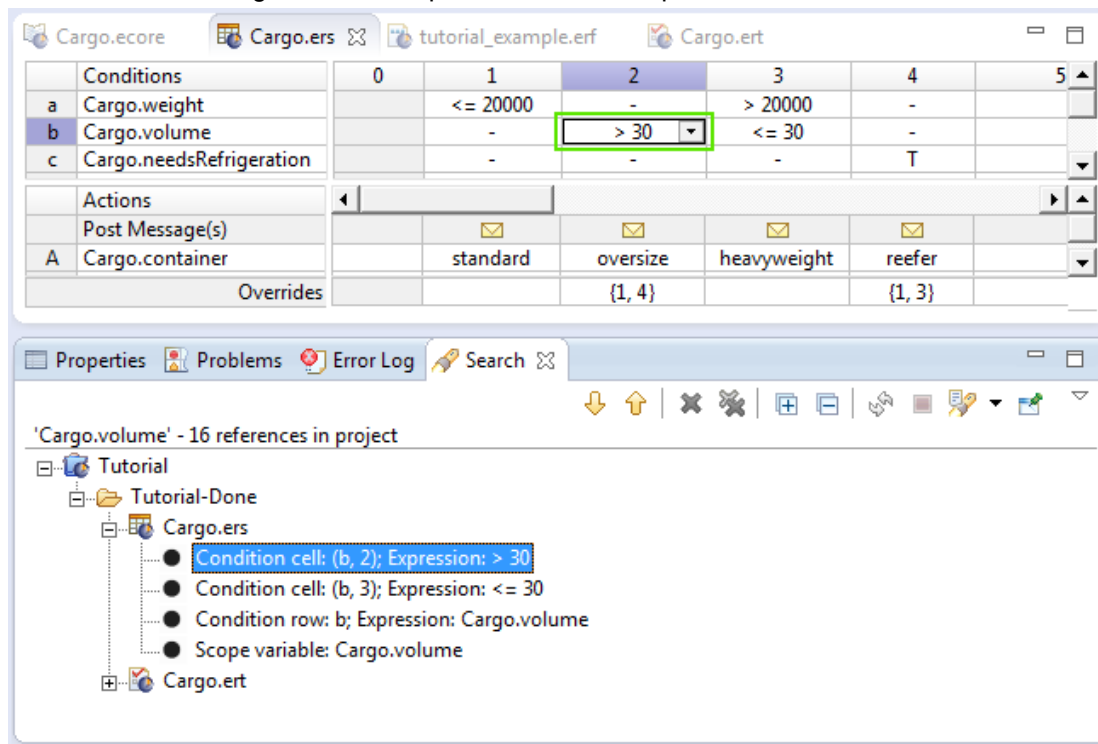 Cargo.ecore Cargo.ers tutorial_example.erf Cargo.ert
Conditions 0 1 2 3 4 5
a Cargo.weight <= 20000 - > 20000 -
b Cargo.volume - > 30 <= 30 -
c Cargo.needsRefrigeration - - - T
Actions
Post Message(s)
A Cargo.container standard oversize heavyweight reefer
Overrides {1, 4} {1, 3}
Properties Problems Error Log Search
'Cargo.volume' - 16 references in project
Tutorial
Tutorial-Done
Cargo.ers
Condition cell: (b, 2); Expression: > 30
Condition cell: (b, 3); Expression: <= 30
Condition row: b; Expression: Cargo.volume
Scope variable: Cargo.volume
Cargo.ert